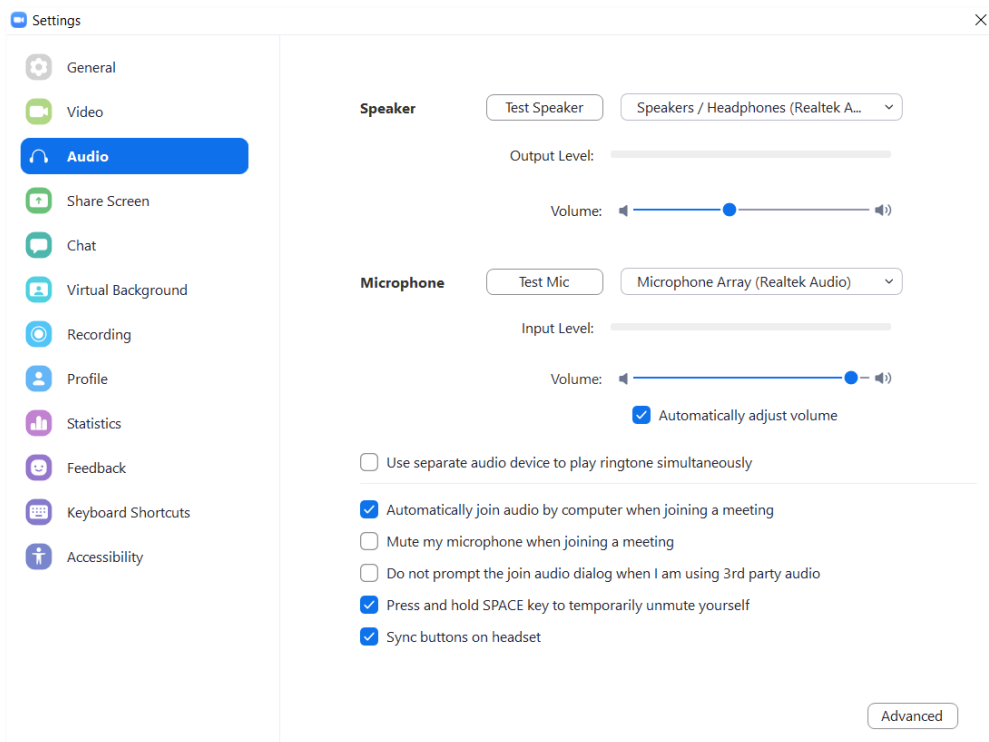 Settings
General
Video
Audio
Share Screen
Chat
Virtual Background
Recording
Profile
Statistics
Feedback
Keyboard Shortcuts
Accessibility
Speaker Test Speaker Speakers / Headphones (Realtek A...
Output Level:
Volume:
Microphone Test Mic Microphone Array (Realtek Audio)
Input Level:
Volume:
Automatically adjust volume
Use separate audio device to play ringtone simultaneously
Automatically join audio by computer when joining a meeting
Mute my microphone when joining a meeting
Do not prompt the join audio dialog when I am using 3rd party audio
Press and hold SPACE key to temporarily unmute yourself
Sync buttons on headset
Advanced